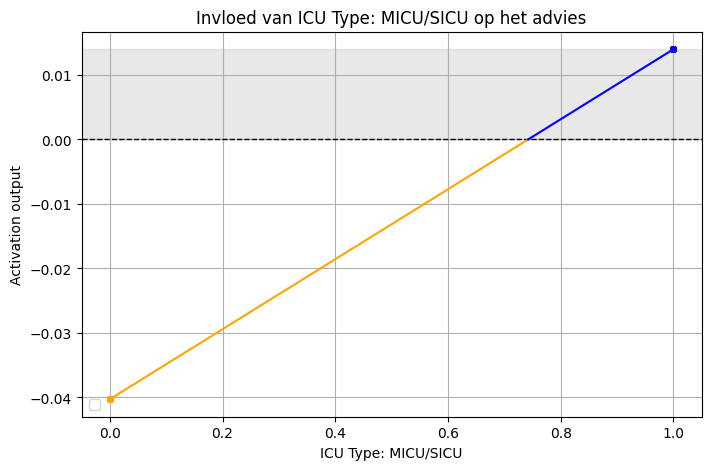 Invloed van ICU Type: MICU/SICU op het advies
Activation output
0.01
0.00
−0.01
−0.02
−0.03
−0.04
0.0 0.2 0.4 0.6 0.8 1.0
ICU Type: MICU/SICU